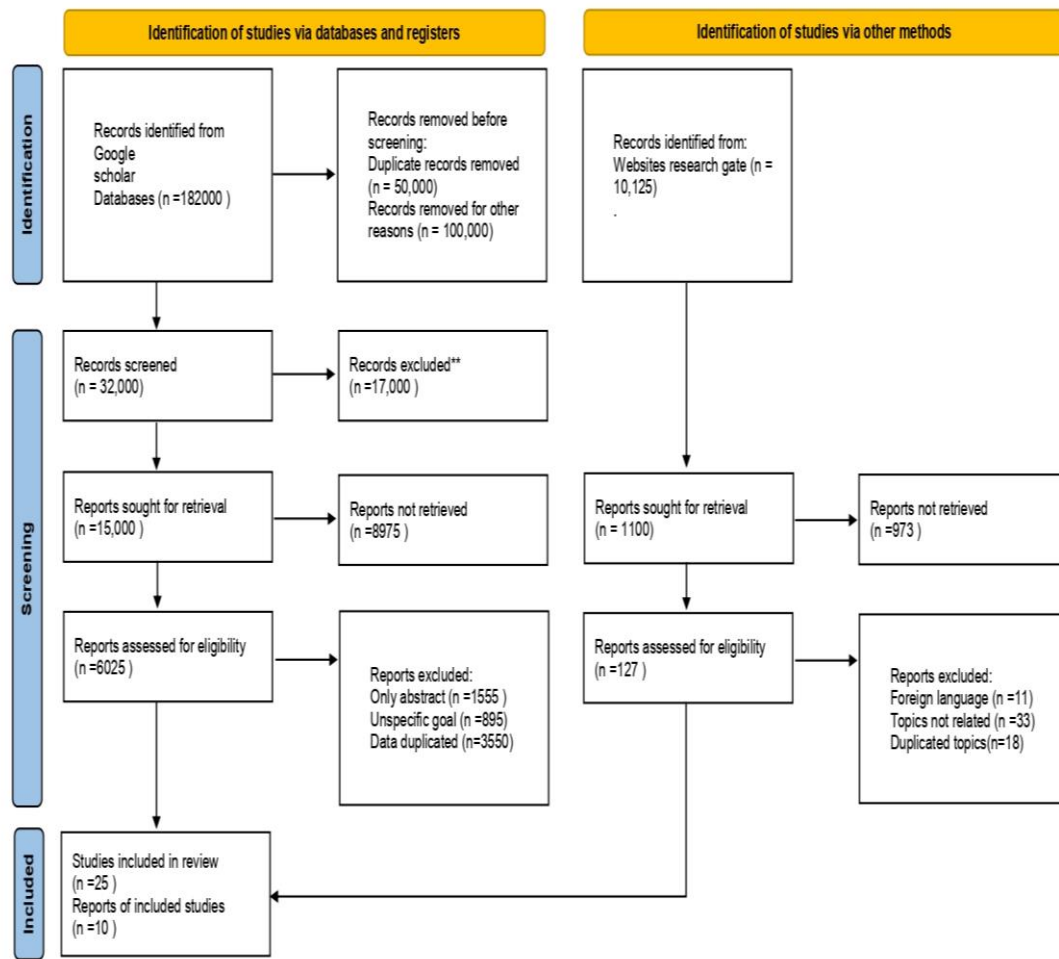 Identification of studies via databases and registers
Identification of studies via other methods
Identification
Records identified from
Google
scholar
Databases (n =182000 )
Records removed before
screening:
Duplicate records removed
(n = 50,000)
Records removed for other
reasons (n = 100,000)
Records identified from:
Websites research gate (n =
10,125)
.
Screening
Records screened
(n = 32,000)
Records excluded**
(n =17,000 )
Reports sought for retrieval
(n =15,000 )
Reports not retrieved
(n =8975 )
Reports sought for retrieval
(n = 1100)
Reports not retrieved
(n =973 )
Reports assessed for eligibility
(n =6025 )
Reports excluded:
Only abstract (n =1555 )
Unspecific goal (n =895)
Data duplicated (n=3550)
Reports assessed for eligibility
(n =127 )
Reports excluded:
Foreign language (n =11)
Topics not related (n =33)
Duplicated topics(n=18)
Included
Studies included in review
(n =25 )
Reports of included studies
(n =10 )